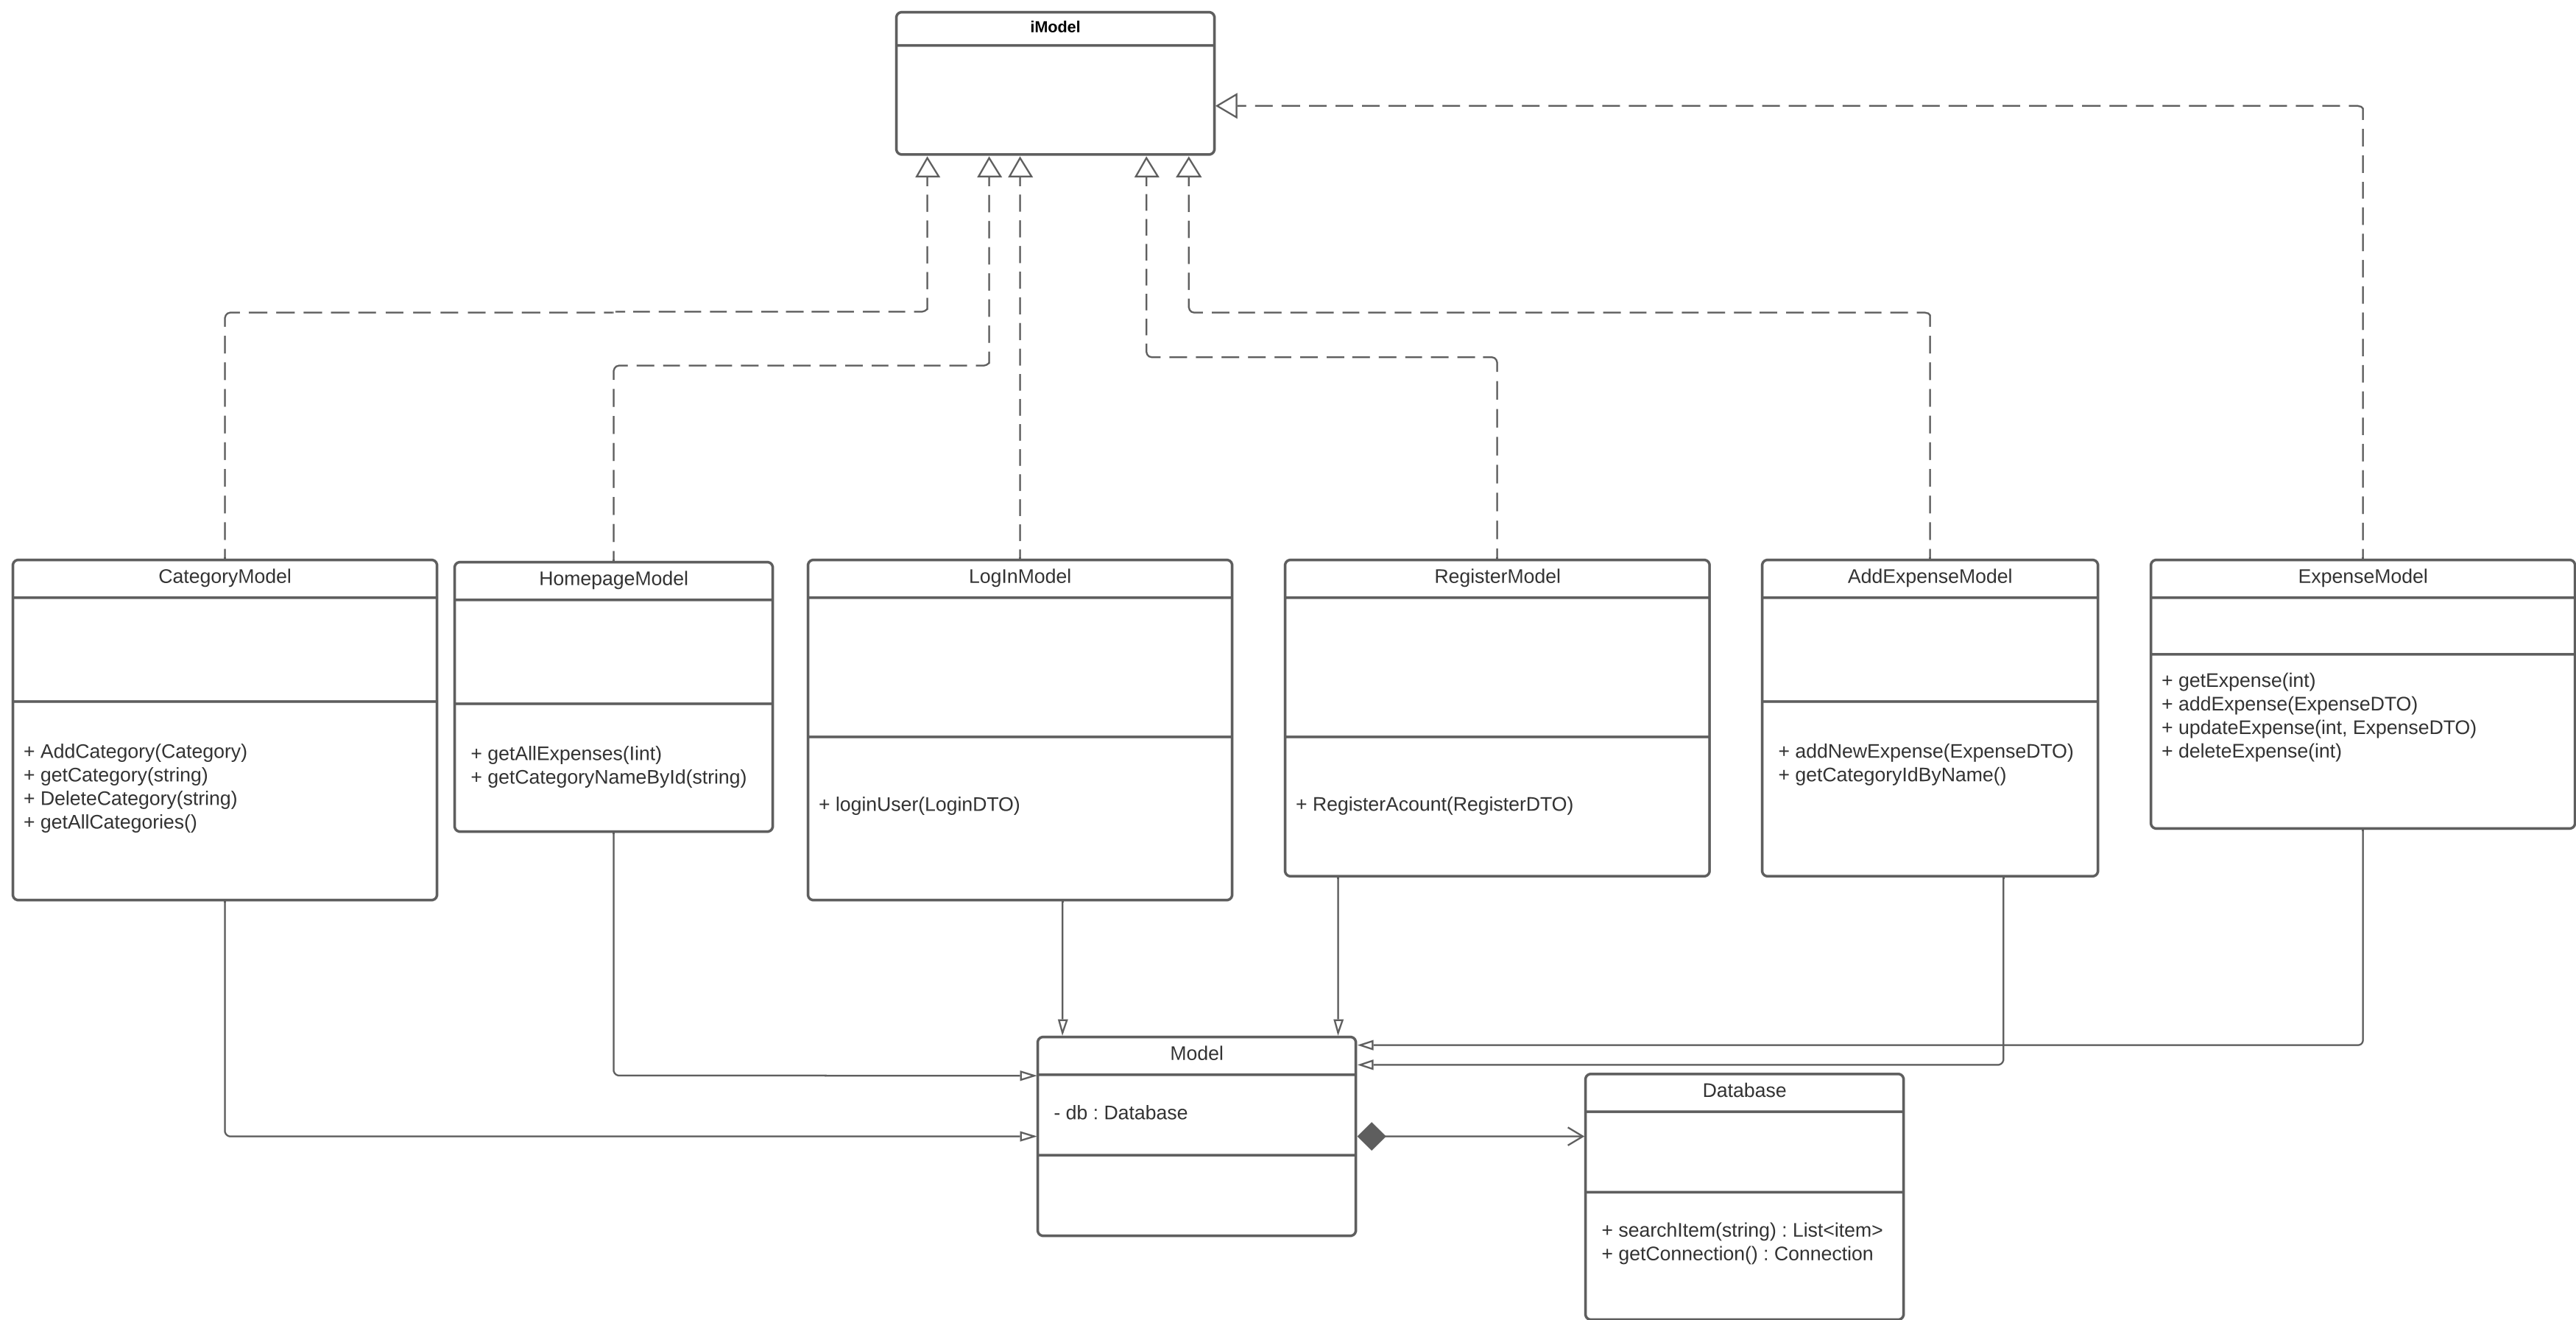 iModel
CategoryModel
+ AddCategory(Category)
+ getCategory(string)
+ DeleteCategory(string)
+ getAllCategories()
HomepageModel
+ getAllExpenses(Iint)
+ getCategoryNameById(string)
LogInModel
+ loginUser(LoginDTO)
RegisterModel
+ RegisterAcount(RegisterDTO)
AddExpenseModel
+ addNewExpense(ExpenseDTO)
+ getCategoryIdByName()
ExpenseModel
+ getExpense(int)
+ addExpense(ExpenseDTO)
+ updateExpense(int, ExpenseDTO)
+ deleteExpense(int)
Model
- db : Database
Database
+ searchItem(string) : List<item>
+ getConnection() : Connection